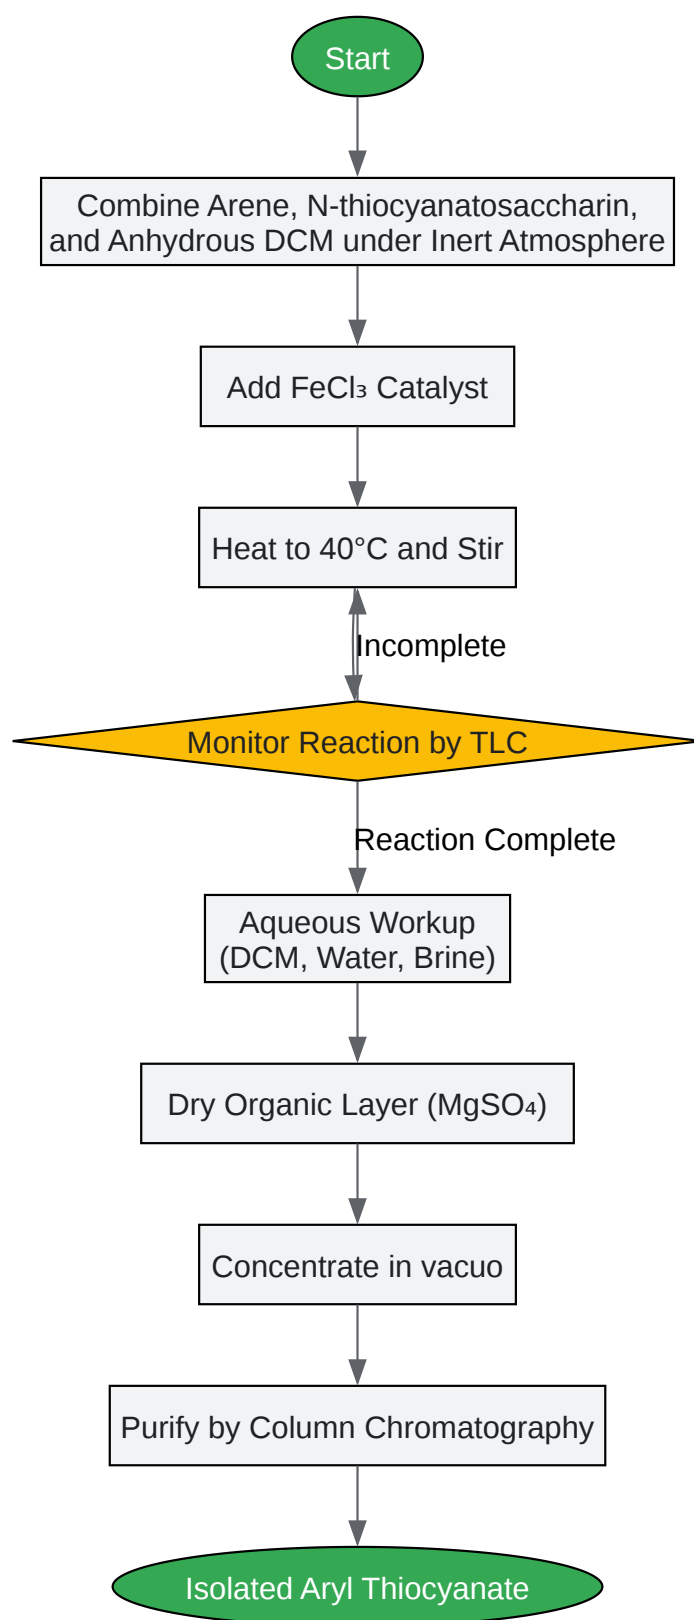 Start
Combine Arene, N-thiocyanatosaccharin,
and Anhydrous DCM under Inert Atmosphere
Add FeCl₃ Catalyst
Heat to 40°C and Stir
Incomplete
Monitor Reaction by TLC
Reaction Complete
Aqueous Workup
(DCM, Water, Brine)
Dry Organic Layer (MgSO₄)
Concentrate in vacuo
Purify by Column Chromatography
Isolated Aryl Thiocyanate